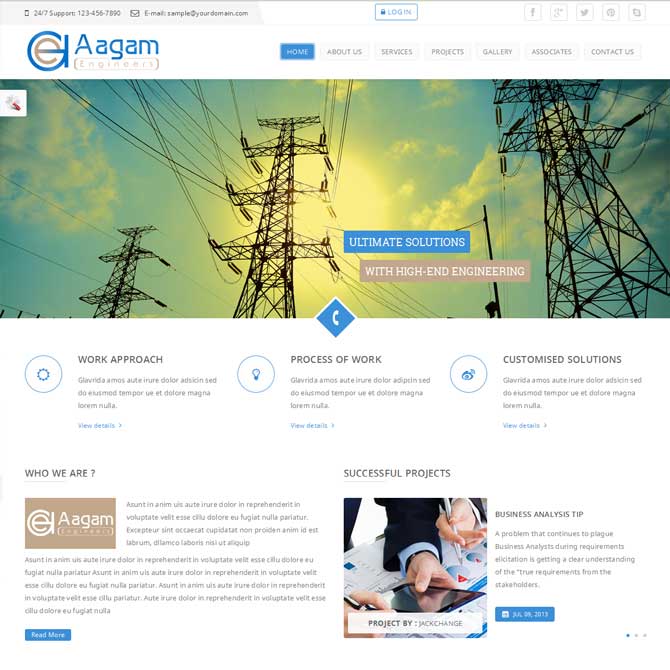 24/7 Support: 123-456-7890 E-mail: sample@yourdomain.com
LOGIN
Aagam
Engineers
HOME ABOUT US SERVICES PROJECTS GALLERY ASSOCIATES CONTACT US
ULTIMATE SOLUTIONS
WITH HIGH-END ENGINEERING
WORK APPROACH
Glavrida amos aute irure dolor adsicin sed
do eiusmod tempor ue et dolore magna
lorem nulla.
View details >
PROCESS OF WORK
Glavrida amos aute irure dolor adipsin sed
do eiusmod tempor ue et dolore magna
lorem nulla.
View details >
CUSTOMISED SOLUTIONS
Glavrida amos aute.irure dolor adsicin sed
do eiusmod tempor ue et dolore magna
lorem nulla.
View details >
WHO WE ARE ?
Aagam
Engineers
Asunt in anim uis aute irure dolor in reprehenderit in
voluptate velit esse cillu dolore eu fugiat nulla pariatur.
Excepteur sint occaecat cupidatat non proiden anim id est
labrum, dllamco laboris nisi ut aliquip
Asunt in anim uis aute irure dolor in reprehenderit in voluptate velit esse cillu
dolore eu fugiat nulla pariatur. Asunt in anim uis aute irure dolor in
reprehenderit in voluptate velit esse cillu dolore eu fugiat nulla pariatur. Aute
irure dolor in reprehenderit in voluptate velit esse cillu dolore eu fugiat nulla
pariatur. Asunt in anim uis aute irure dolor in reprehenderit in voluptate velit
esse cillu dolore eu fugiat nulla
Read More
SUCCESSFUL PROJECTS
PROJECT BY : JACKCHANGE
BUSINESS ANALYSIS TIP
A problem that continues to plague
Business Analysts during requirements
elicitation is getting a clear understanding
of the "true requirements from the
stakeholders.
JUL 09, 2013